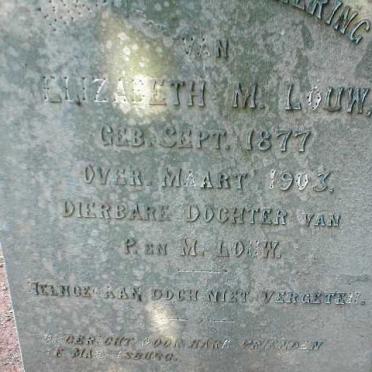 VAN
ELIZABETH M. LOUW,
GEB. SEPT. 1877
OVER. MAART 1903.
DIERBARE DOCHTER VAN
P. EN M. LOUW.
HEENGEGAAN DOCH NIET VERGETEN.
OPGERICHT DOOR HARE VRIENDEN